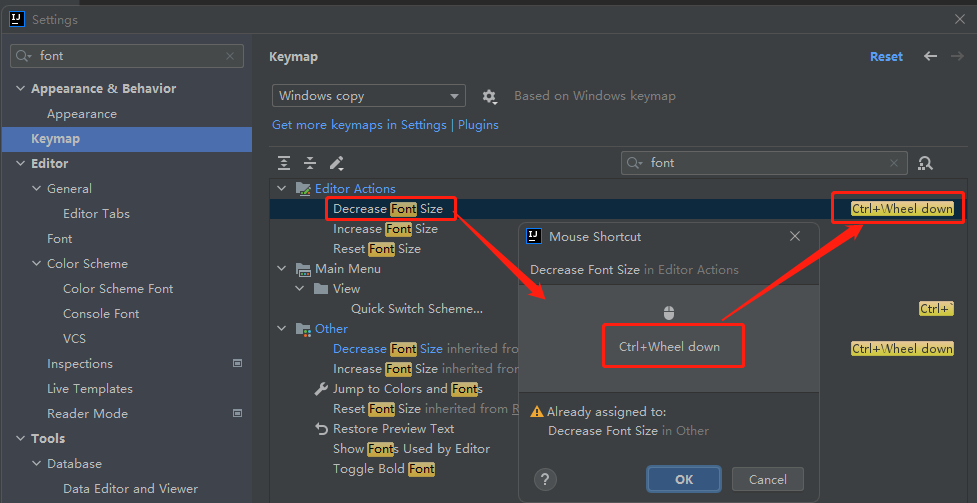 IJ Settings
font
Appearance & Behavior
Appearance
Keymap
Editor
General
Editor Tabs
Font
Color Scheme
Color Scheme Font
Console Font
VCS
Inspections
Live Templates
Reader Mode
Tools
Database
Data Editor and Viewer
Keymap
Reset
Windows copy
Based on Windows keymap
Get more keymaps in Settings | Plugins
font
Editor Actions
Decrease Font Size Ctrl+Wheel down
Increase Font Size
Reset Font Size
Main Menu
View
Quick Switch Scheme... Ctrl+`
Other
Decrease Font Size inherited fro Ctrl+Wheel down
Increase Font Size inherited from
Jump to Colors and Fonts
Reset Font Size inherited from R
Restore Preview Text
Show Fonts Used by Editor
Toggle Bold Font
IJ Mouse Shortcut
Decrease Font Size in Editor Actions
Ctrl+Wheel down
Already assigned to:
Decrease Font Size in Other
?
OK
Cancel